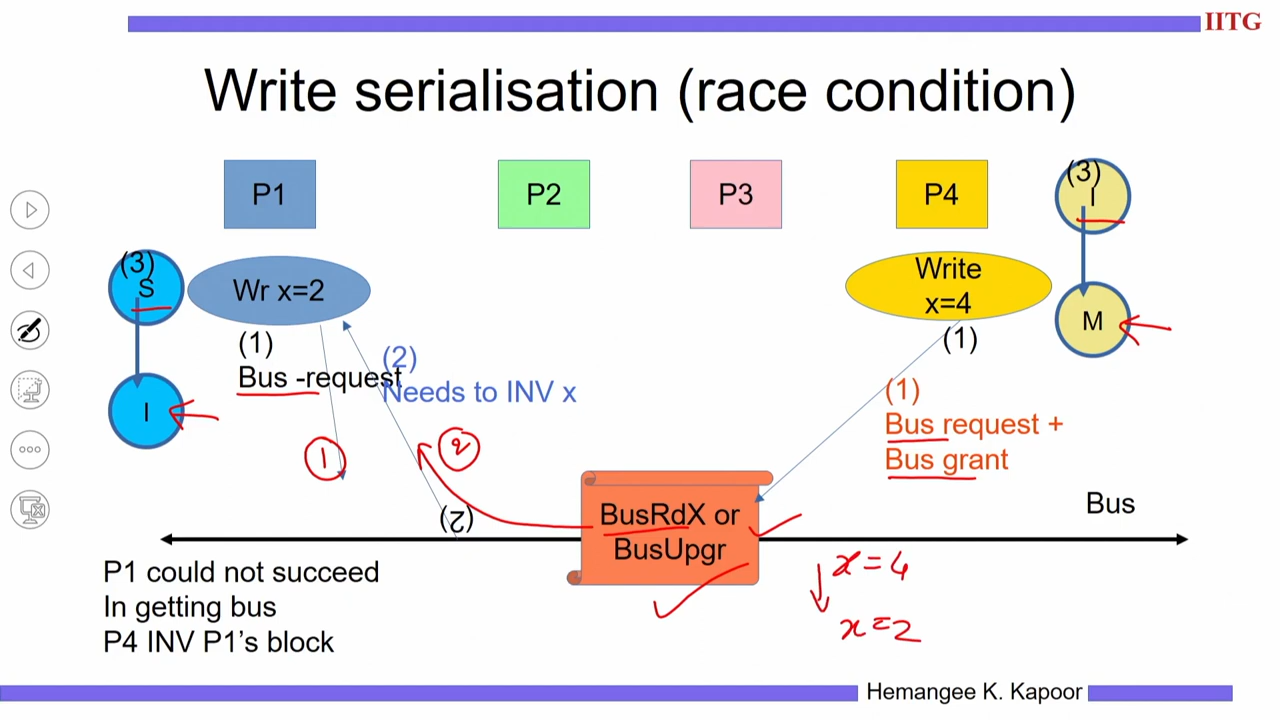 IITG
Write serialisation (race condition)
P1
P2
P3
P4
(3)
I
(3)
S
Wr x=2
Write
x=4
M
(1)
Bus -request
(2)
Needs to INV x
(1)
(1)
Bus request +
Bus grant
I
1
2
(2)
BusRdX or
BusUpgr
Bus
x=4
x=2
P1 could not succeed
In getting bus
P4 INV P1's block
Hemangee K. Kapoor